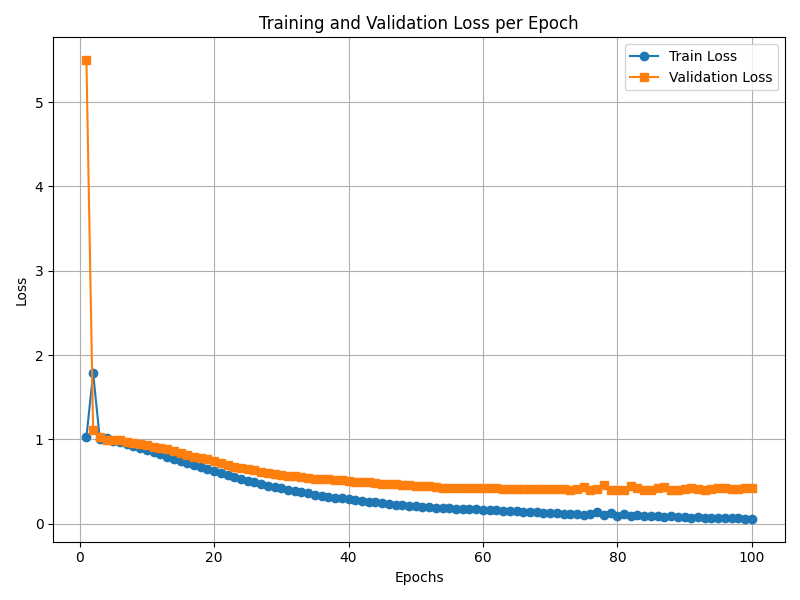 Training and Validation Loss per Epoch
Train Loss
Validation Loss
Loss
5
4
3
2
1
0
0 20 40 60 80 100
Epochs